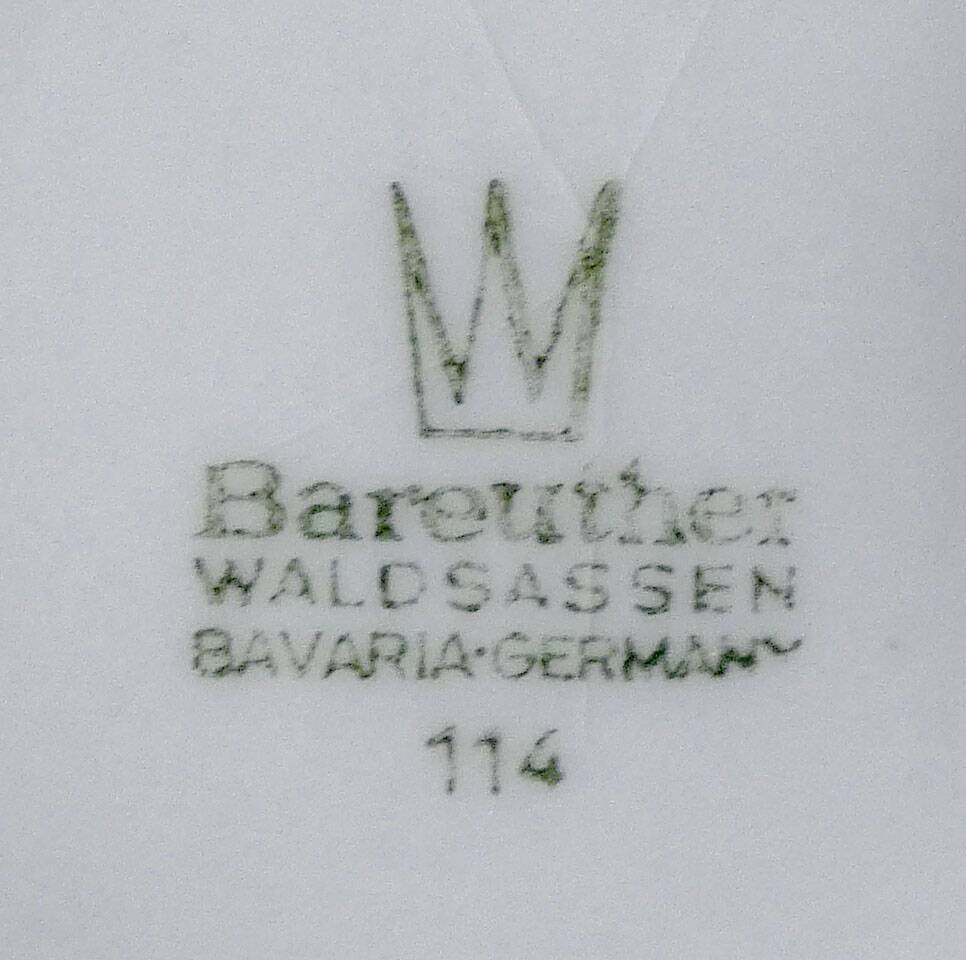 Bareuther
WALDSASSEN
BAVARIA·GERMANY
114